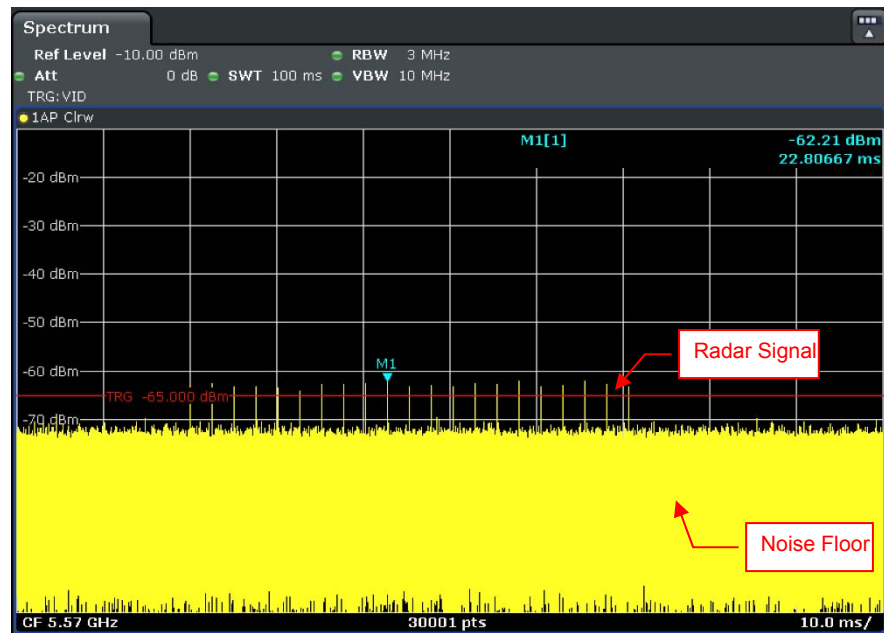 Spectrum
Ref Level -10.00 dBm RBW 3 MHz
Att 0 dB SWT 100 ms VBW 10 MHz
TRG:VID
1AP Clrw
M1[1] -62.21 dBm
22.80667 ms
-20 dBm
-30 dBm
-40 dBm
-50 dBm
Radar Signal
-60 dBm
M1
TRG -65.000 dBm
-70 dBm
Noise Floor
CF 5.57 GHz 30001 pts 10.0 ms/